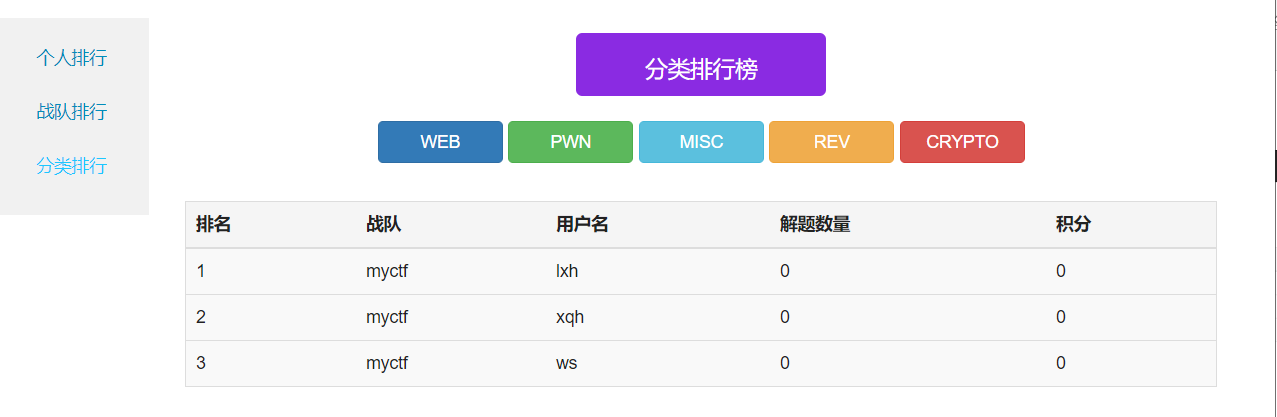 个人排行
战队排行
分类排行
分类排行榜
WEB PWN MISC REV CRYPTO
排名 战队 用户名 解题数量 积分
1 myctf lxh 0 0
2 myctf xqh 0 0
3 myctf ws 0 0